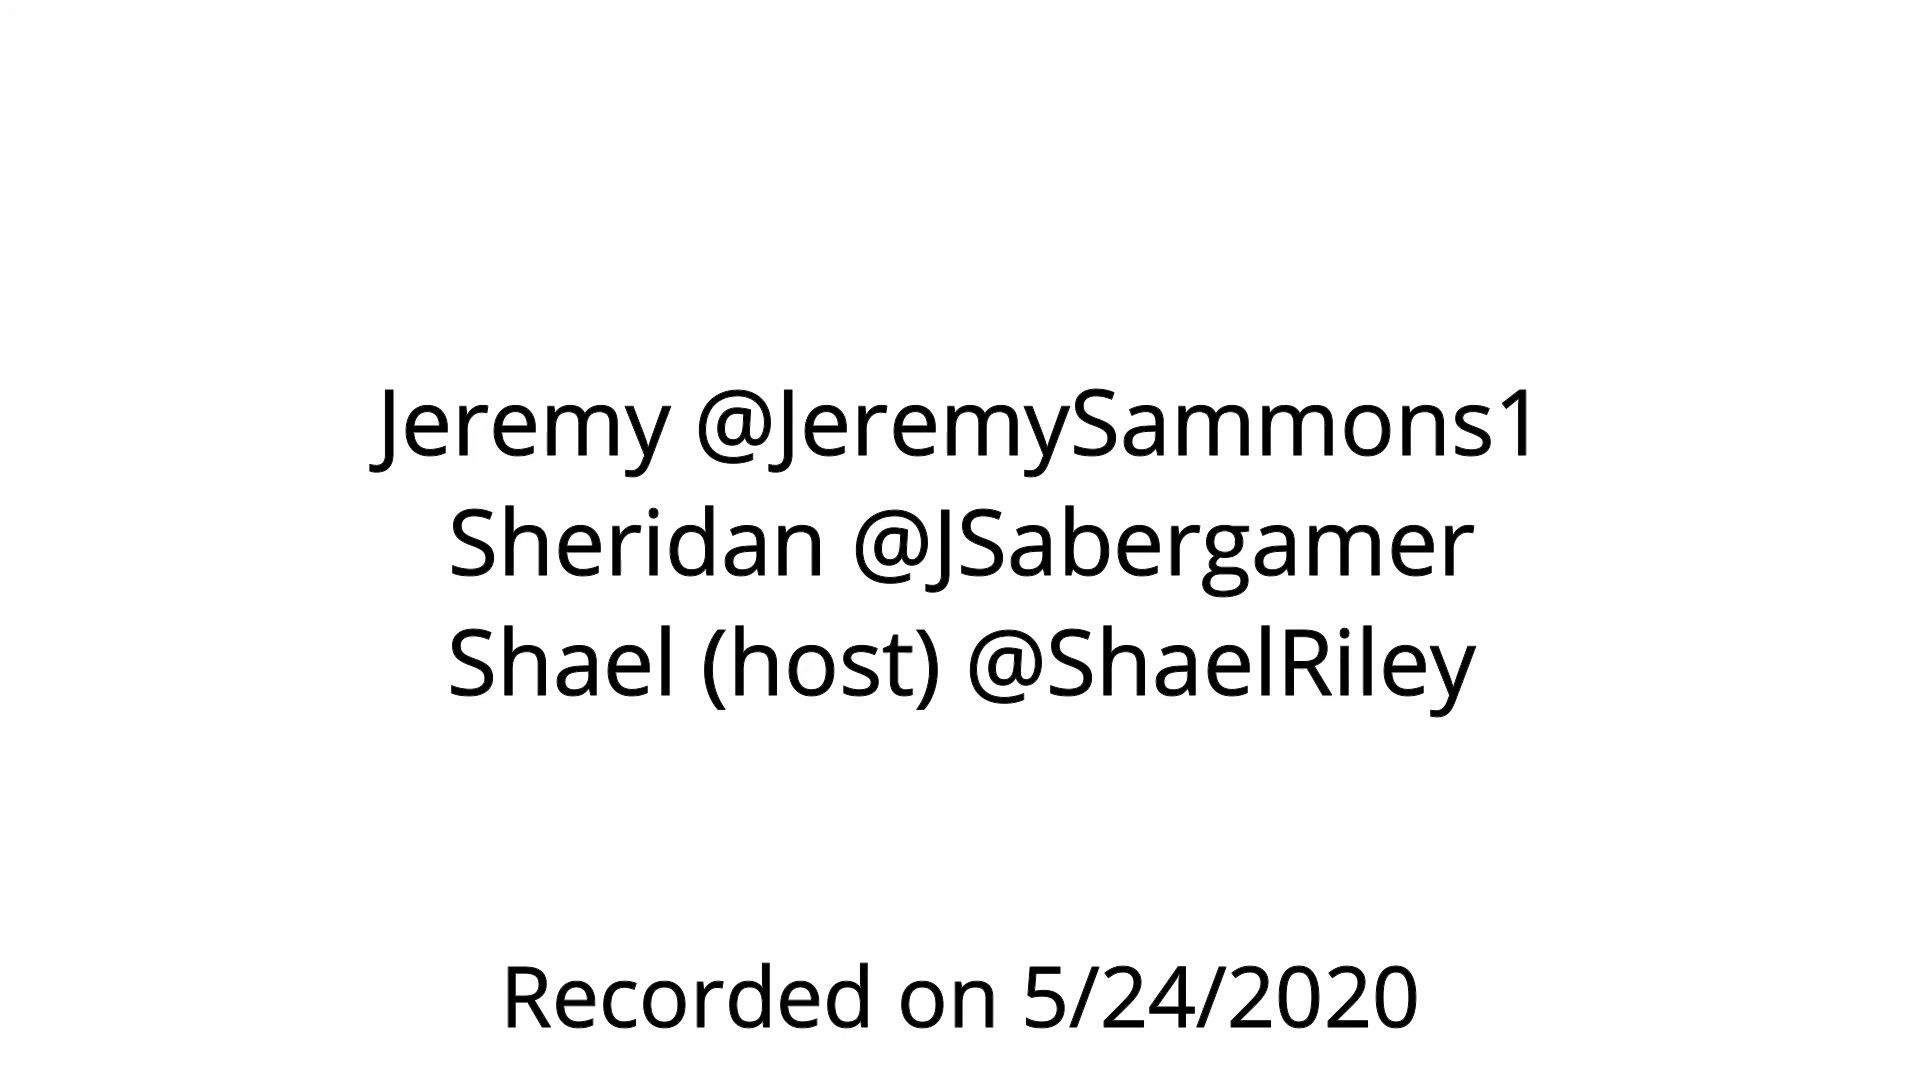 Jeremy @JeremySammons1
Sheridan @JSabergamer
Shael (host) @ShaelRiley
Recorded on 5/24/2020